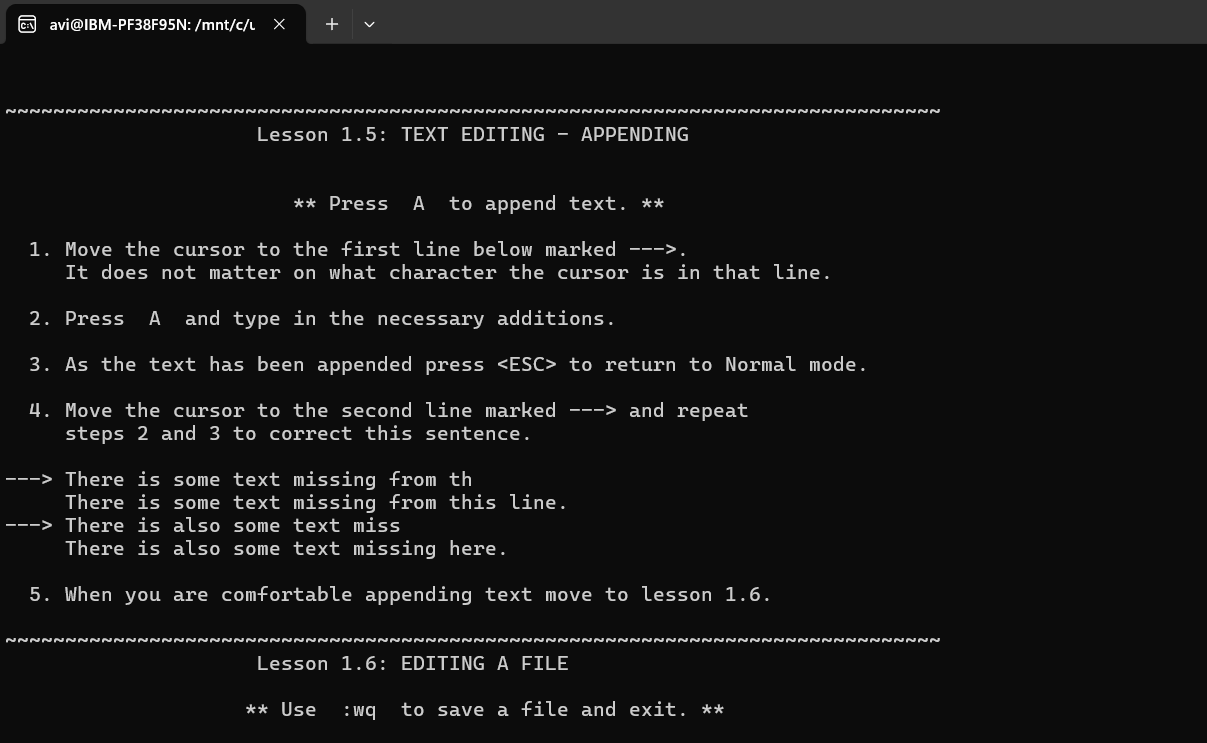 avi@IBM-PF38F95N: /mnt/c/u
~~~~~~~~~~~~~~~~~~~~~~~~~~~~~~~~~~~~~~~~~~~~~~~~~~~~~~~~~~~~~~~~~~~~~~~~~~~~~~
Lesson 1.5: TEXT EDITING - APPENDING
** Press  A  to append text. **
1. Move the cursor to the first line below marked --->.
It does not matter on what character the cursor is in that line.
2. Press  A  and type in the necessary additions.
3. As the text has been appended press <ESC> to return to Normal mode.
4. Move the cursor to the second line marked ---> and repeat
steps 2 and 3 to correct this sentence.
---> There is some text missing from th
There is some text missing from this line.
---> There is also some text miss
There is also some text missing here.
5. When you are comfortable appending text move to lesson 1.6.
~~~~~~~~~~~~~~~~~~~~~~~~~~~~~~~~~~~~~~~~~~~~~~~~~~~~~~~~~~~~~~~~~~~~~~~~~~~~~~
Lesson 1.6: EDITING A FILE
** Use  :wq  to save a file and exit. **